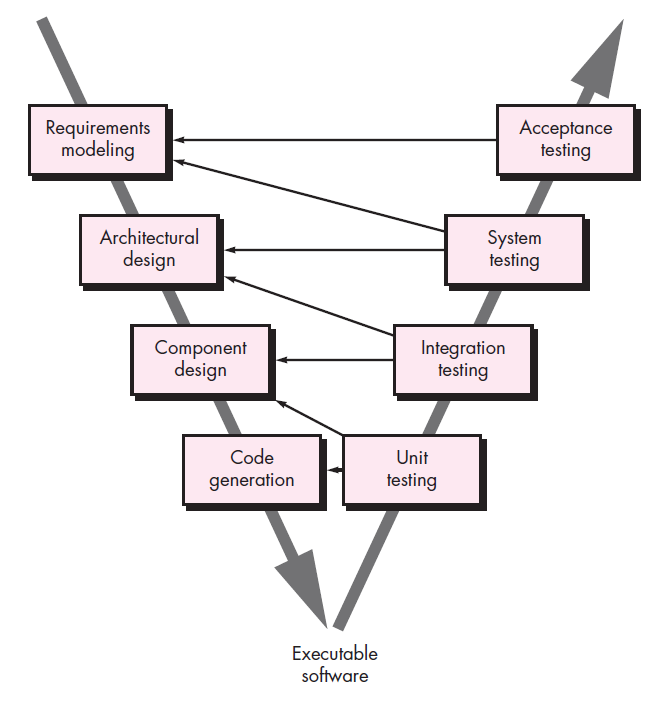 Requirements
modeling
Acceptance
testing
Architectural
design
System
testing
Component
design
Integration
testing
Code
generation
Unit
testing
Executable
software